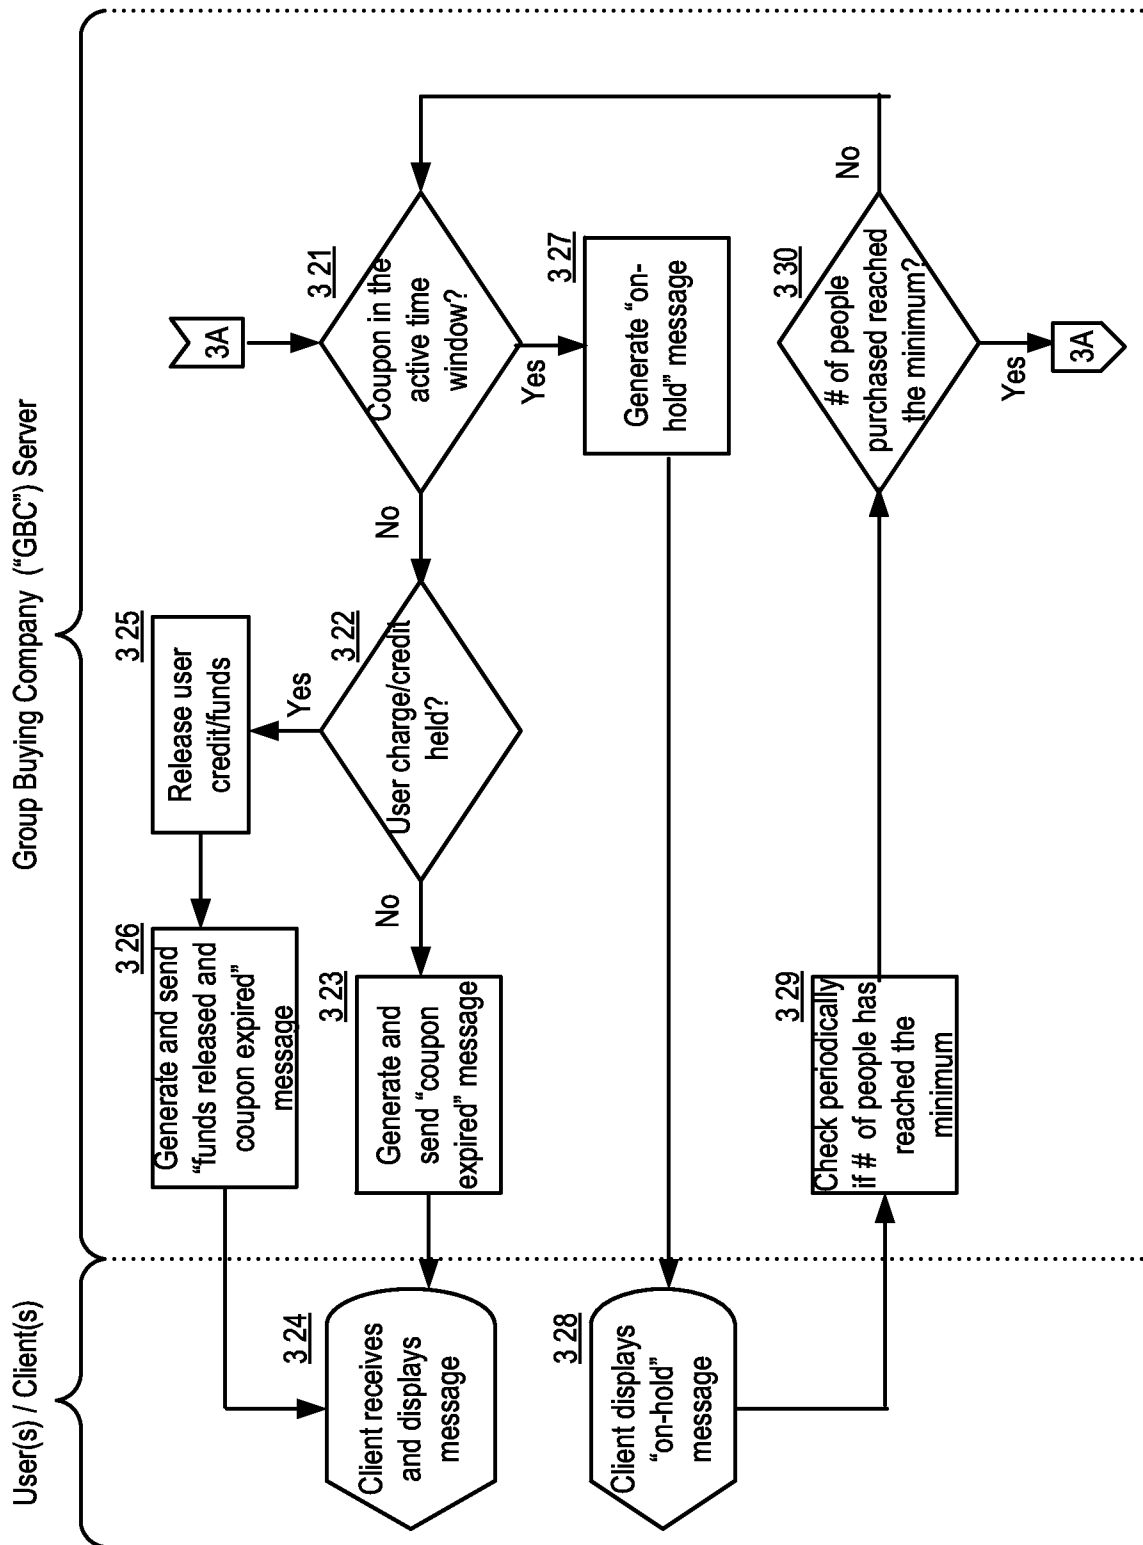 User(s) / Client(s)
Group Buying Company (“GBC”) Server
3A
3 21
Coupon in the
active time
window?
No
Yes
3 22
User charge/credit
held?
Yes
No
3 25
Release user
credit/funds
3 26
Generate and send
“funds released and
coupon expired”
message
3 23
Generate and
send “coupon
expired” message
3 24
Client receives
and displays
message
3 27
Generate “on-
hold” message
3 28
Client displays
“on-hold”
message
3 29
Check periodically
if # of people has
reached the
minimum
3 30
# of people
purchased reached
the minimum?
No
Yes
3A